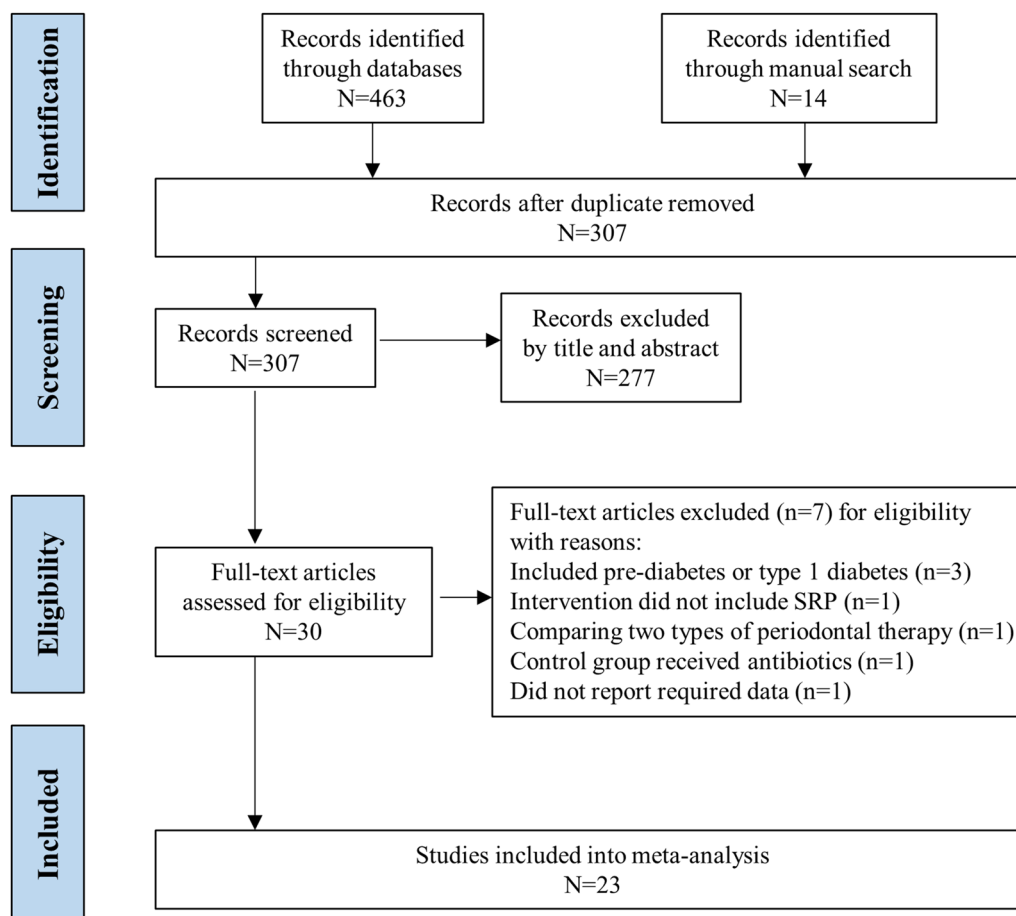 Identification
Records identified
through databases
N=463
Records identified
through manual search
N=14
Records after duplicate removed
N=307
Screening
Records screened
N=307
Records excluded
by title and abstract
N=277
Eligibility
Full-text articles
assessed for eligibility
N=30
Full-text articles excluded (n=7) for eligibility
with reasons:
Included pre-diabetes or type 1 diabetes (n=3)
Intervention did not include SRP (n=1)
Comparing two types of periodontal therapy (n=1)
Control group received antibiotics (n=1)
Did not report required data (n=1)
Included
Studies included into meta-analysis
N=23